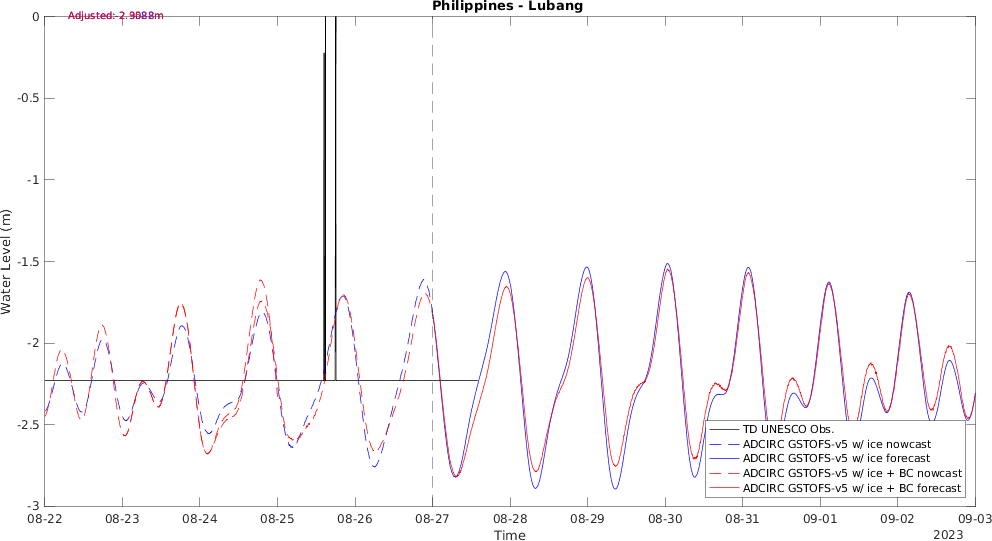 Philippines - Lubang
Adjusted:
0
-0.5
-1
-1.5
-2
-2.5
-3
Water Level (m)
TD UNESCO Obs.
ADCIRC GSTOFS-v5 w/ ice nowcast
ADCIRC GSTOFS-v5 w/ ice forecast
ADCIRC GSTOFS-v5 w/ ice + BC nowcast
ADCIRC GSTOFS-v5 w/ ice + BC forecast
08-22 08-23 08-24 08-25 08-26 08-27 08-28 08-29 08-30 08-31 09-01 09-02 09-03
Time
2023